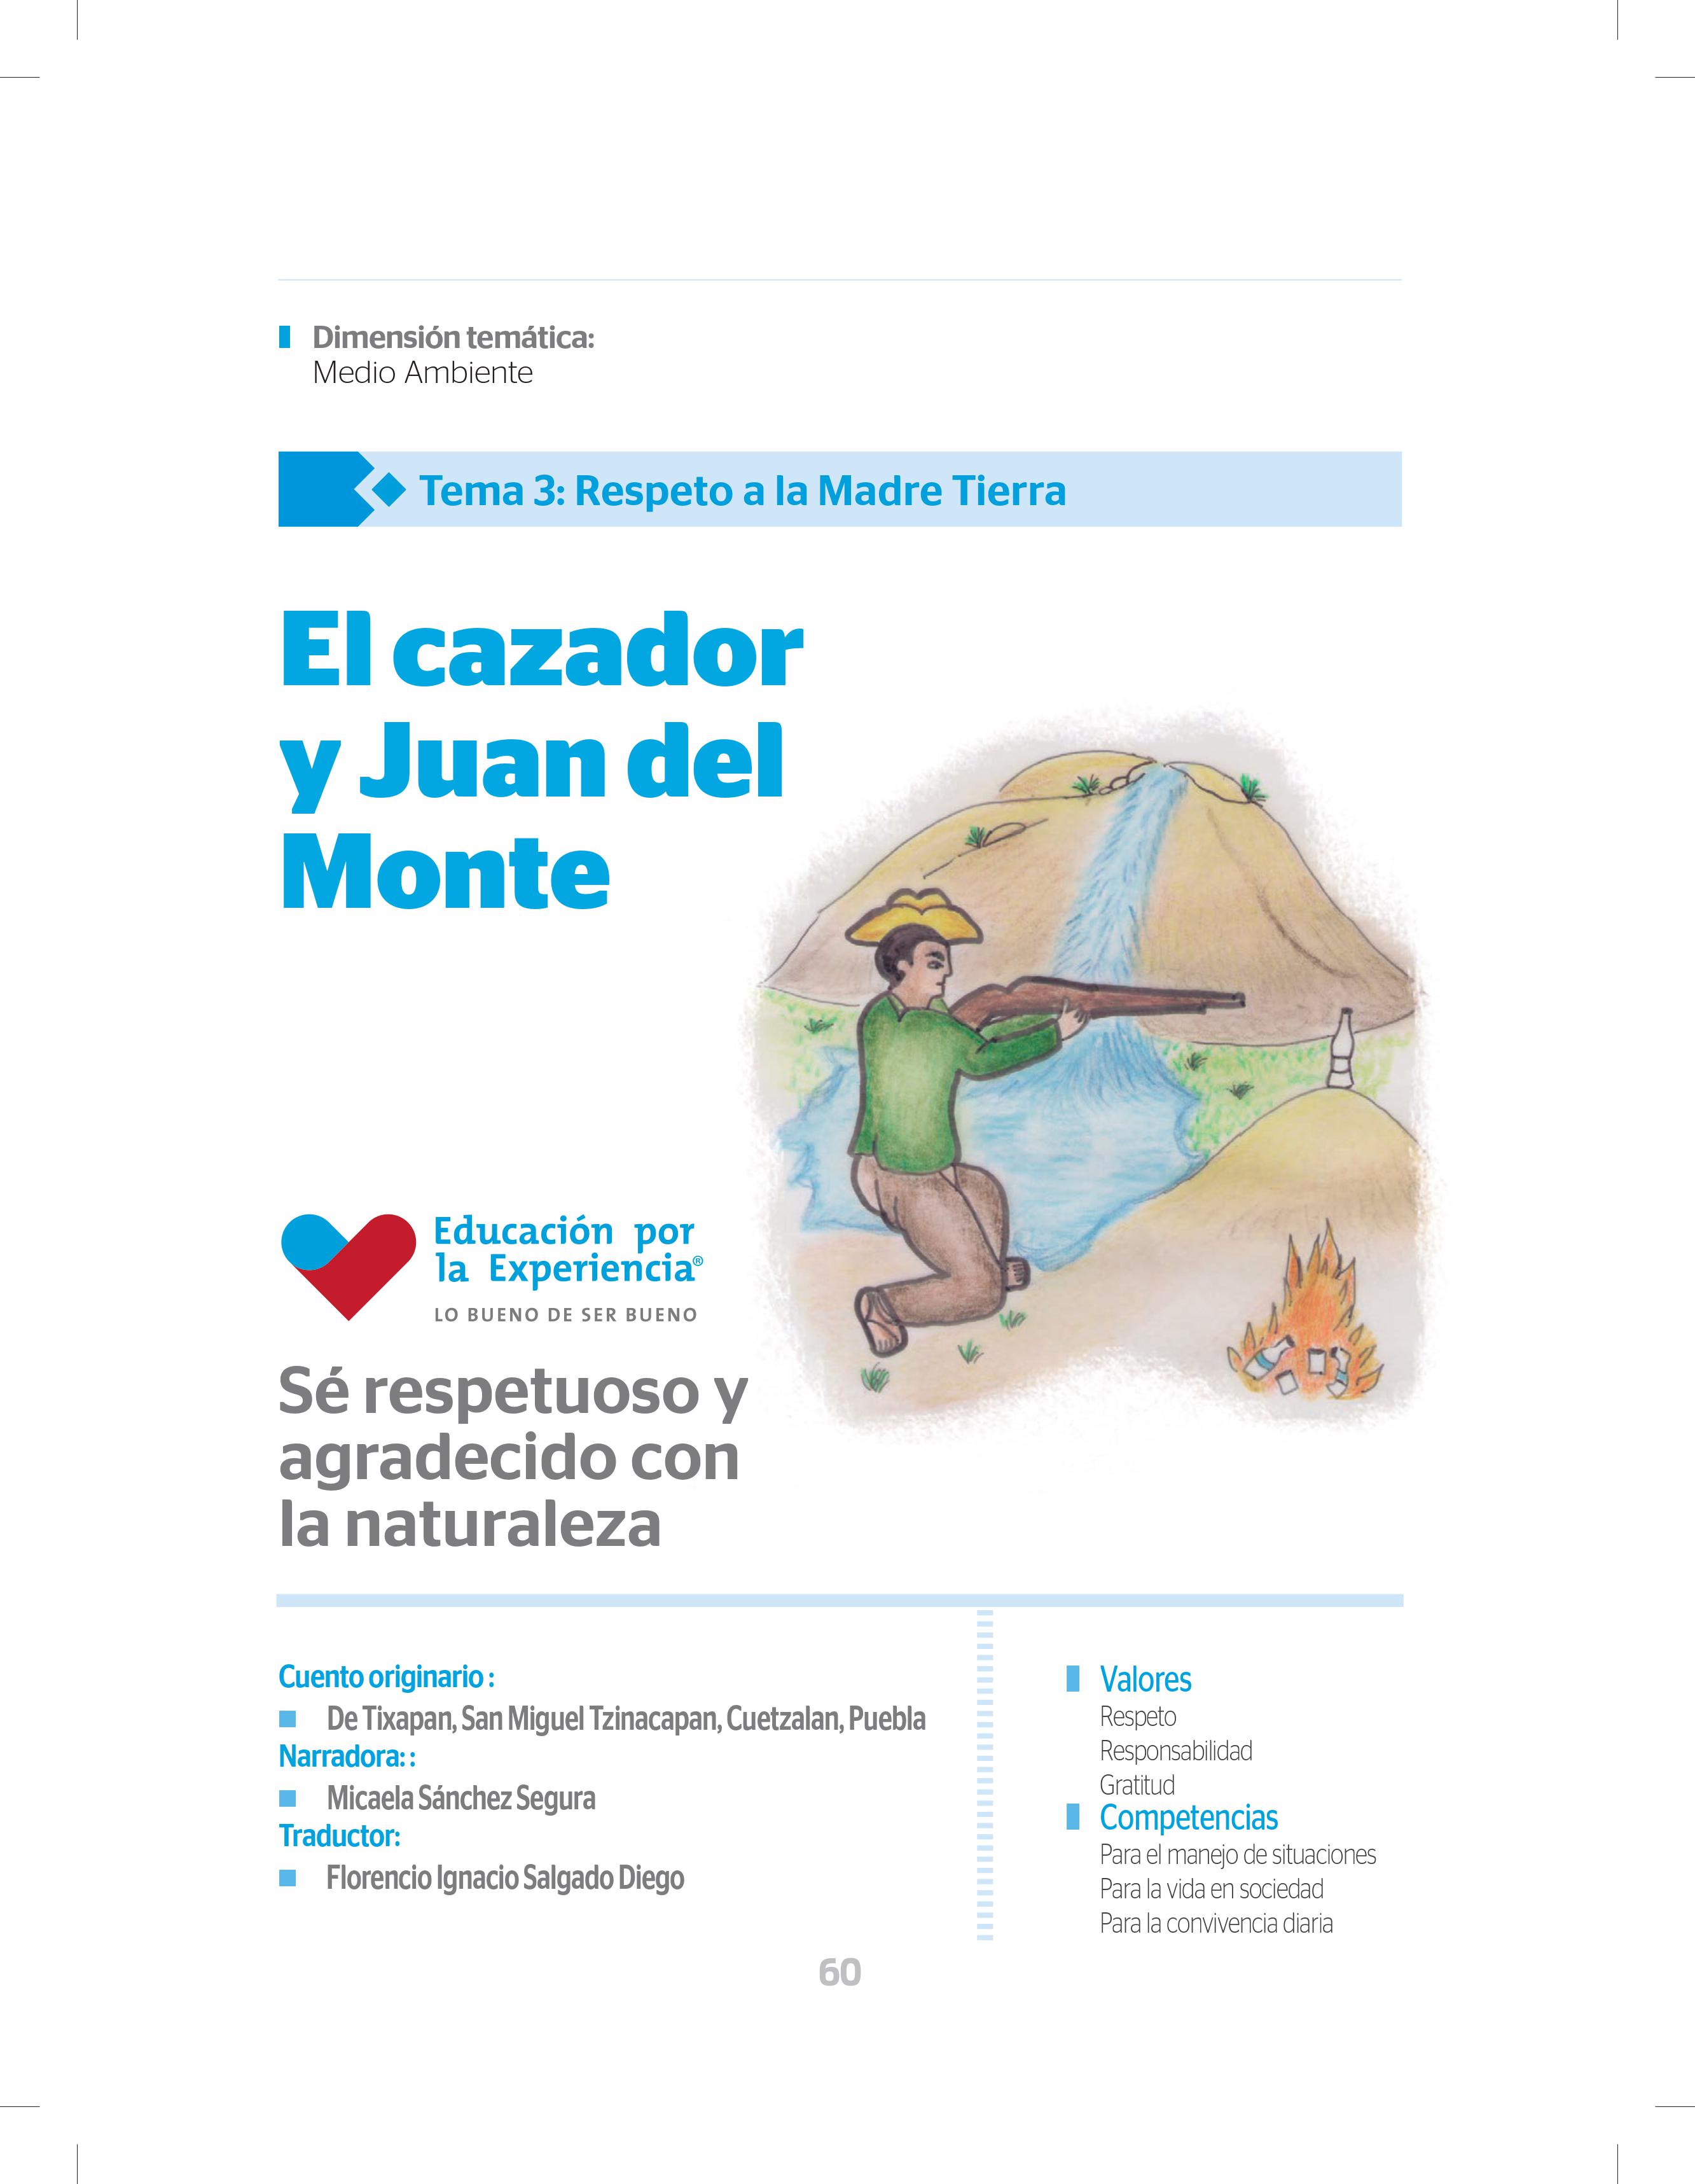 Dimensión temática:
Medio Ambiente
Tema 3: Respeto a la Madre Tierra
El cazador
y Juan del
Monte
Educación por
la Experiencia®
LO BUENO DE SER BUENO
Sé respetuoso y
agradecido con
la naturaleza
Cuento originario :
De Tixapan, San Miguel Tzinacapan, Cuetzalan, Puebla
Narradora: :
Micaela Sánchez Segura
Traductor:
Florencio Ignacio Salgado Diego
Valores
Respeto
Responsabilidad
Gratitud
Competencias
Para el manejo de situaciones
Para la vida en sociedad
Para la convivencia diaria
60